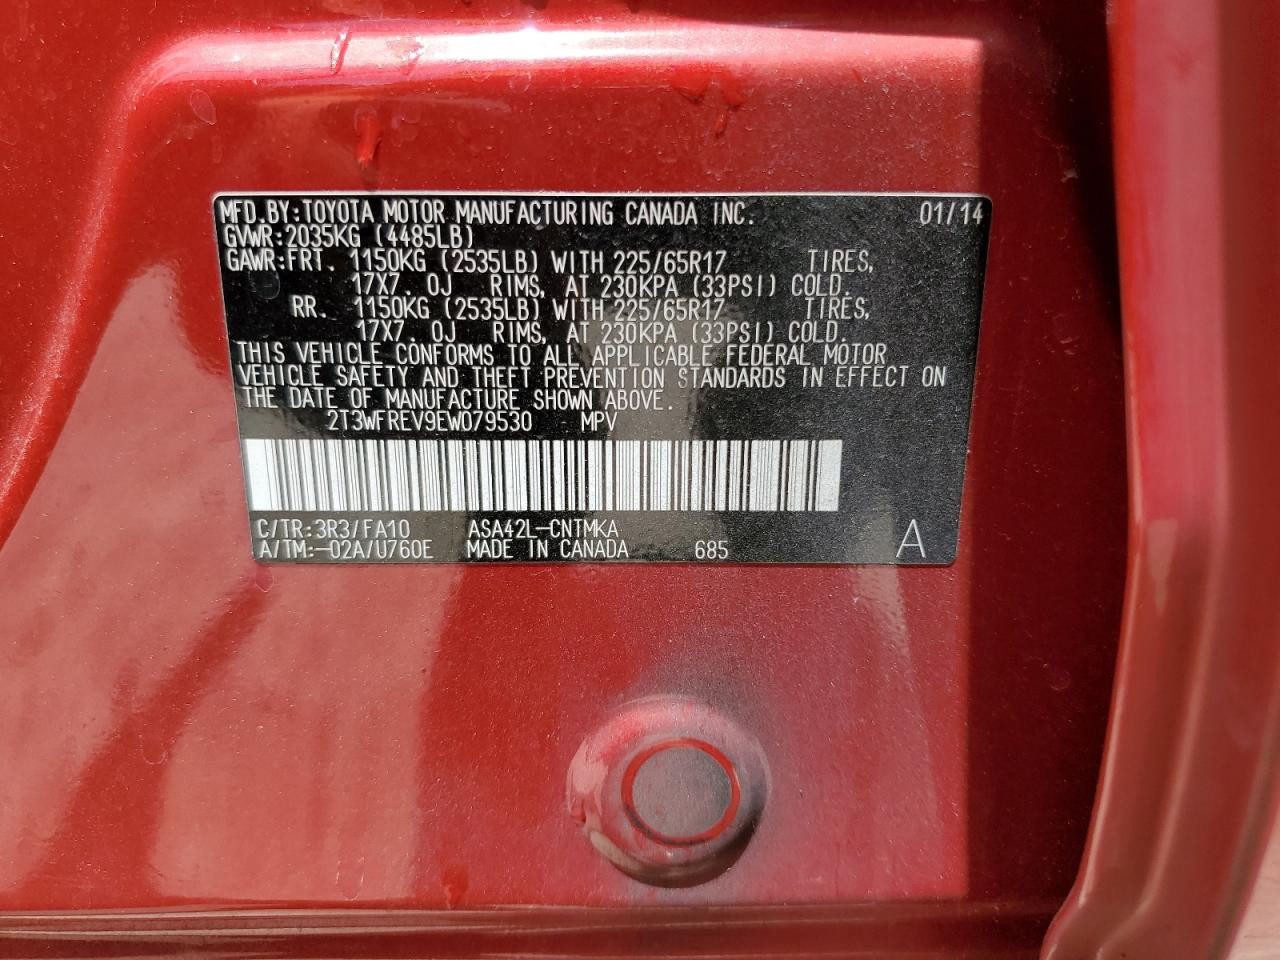 MFD.BY:TOYOTA MOTOR MANUFACTURING CANADA INC. 01/14
GVWR:2035KG (4485LB)
GAWR:FRT. 1150KG (2535LB) WITH 225/65R17 TIRES,
17X7.0J RIMS, AT 230KPA (33PSI) COLD.
RR. 1150KG (2535LB) WITH 225/65R17 TIRES,
17X7.0J RIMS, AT 230KPA (33PSI) COLD.
THIS VEHICLE CONFORMS TO ALL APPLICABLE FEDERAL MOTOR
VEHICLE SAFETY AND THEFT PREVENTION STANDARDS IN EFFECT ON
THE DATE OF MANUFACTURE SHOWN ABOVE.
2T3WFREV9EW079530 MPV
C/TR:3R3/FA10 ASA42L-CNTMKA
A/TM:-02A/U760E MADE IN CANADA 685 A